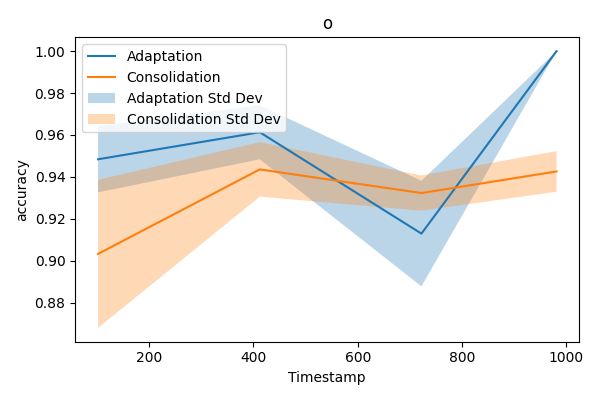 o
Adaptation
Consolidation
Adaptation Std Dev
Consolidation Std Dev
accuracy
1.00
0.98
0.96
0.94
0.92
0.90
0.88
200 400 600 800 1000
Timestamp